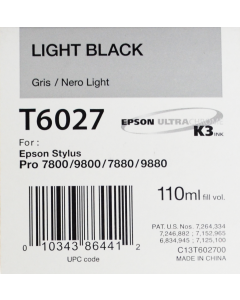 LIGHT BLACK
Gris / Nero Light
T6027
EPSON ULTRACHROME K3 INK
For :
Epson Stylus
Pro 7800/9800/7880/9880
110ml fill vol.
PAT.U.S. Nos. 7,264,334
7,246,882 ; 7,152,965
6,834,945 ; 7,125,100
MADE IN CHINA
C13T602700
0 10343 86441 2
UPC code